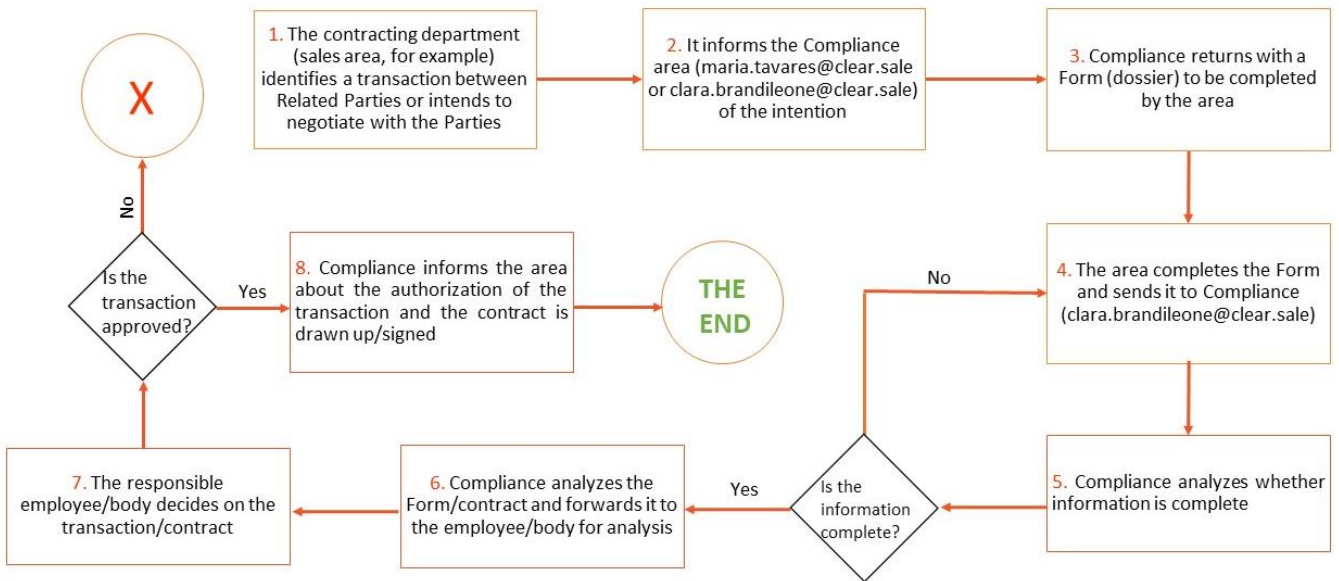 1. The contracting department
(sales area, for example)
identifies a transaction between
Related Parties or intends to
negotiate with the Parties
2. It informs the Compliance
area (maria.tavares@clear.sale
or clara.brandileone@clear.sale)
of the intention
3. Compliance returns with a
Form (dossier) to be completed
by the area
X
No
Is the
transaction
approved?
Yes
8. Compliance informs the area
about the authorization of the
transaction and the contract is
drawn up/signed
THE
END
No
4. The area completes the Form
and sends it to Compliance
(clara.brandileone@clear.sale)
7. The responsible
employee/body decides on the
transaction/contract
6. Compliance analyzes the
Form/contract and forwards it to
the employee/body for analysis
Yes
Is the
information
complete?
5. Compliance analyzes whether
information is complete